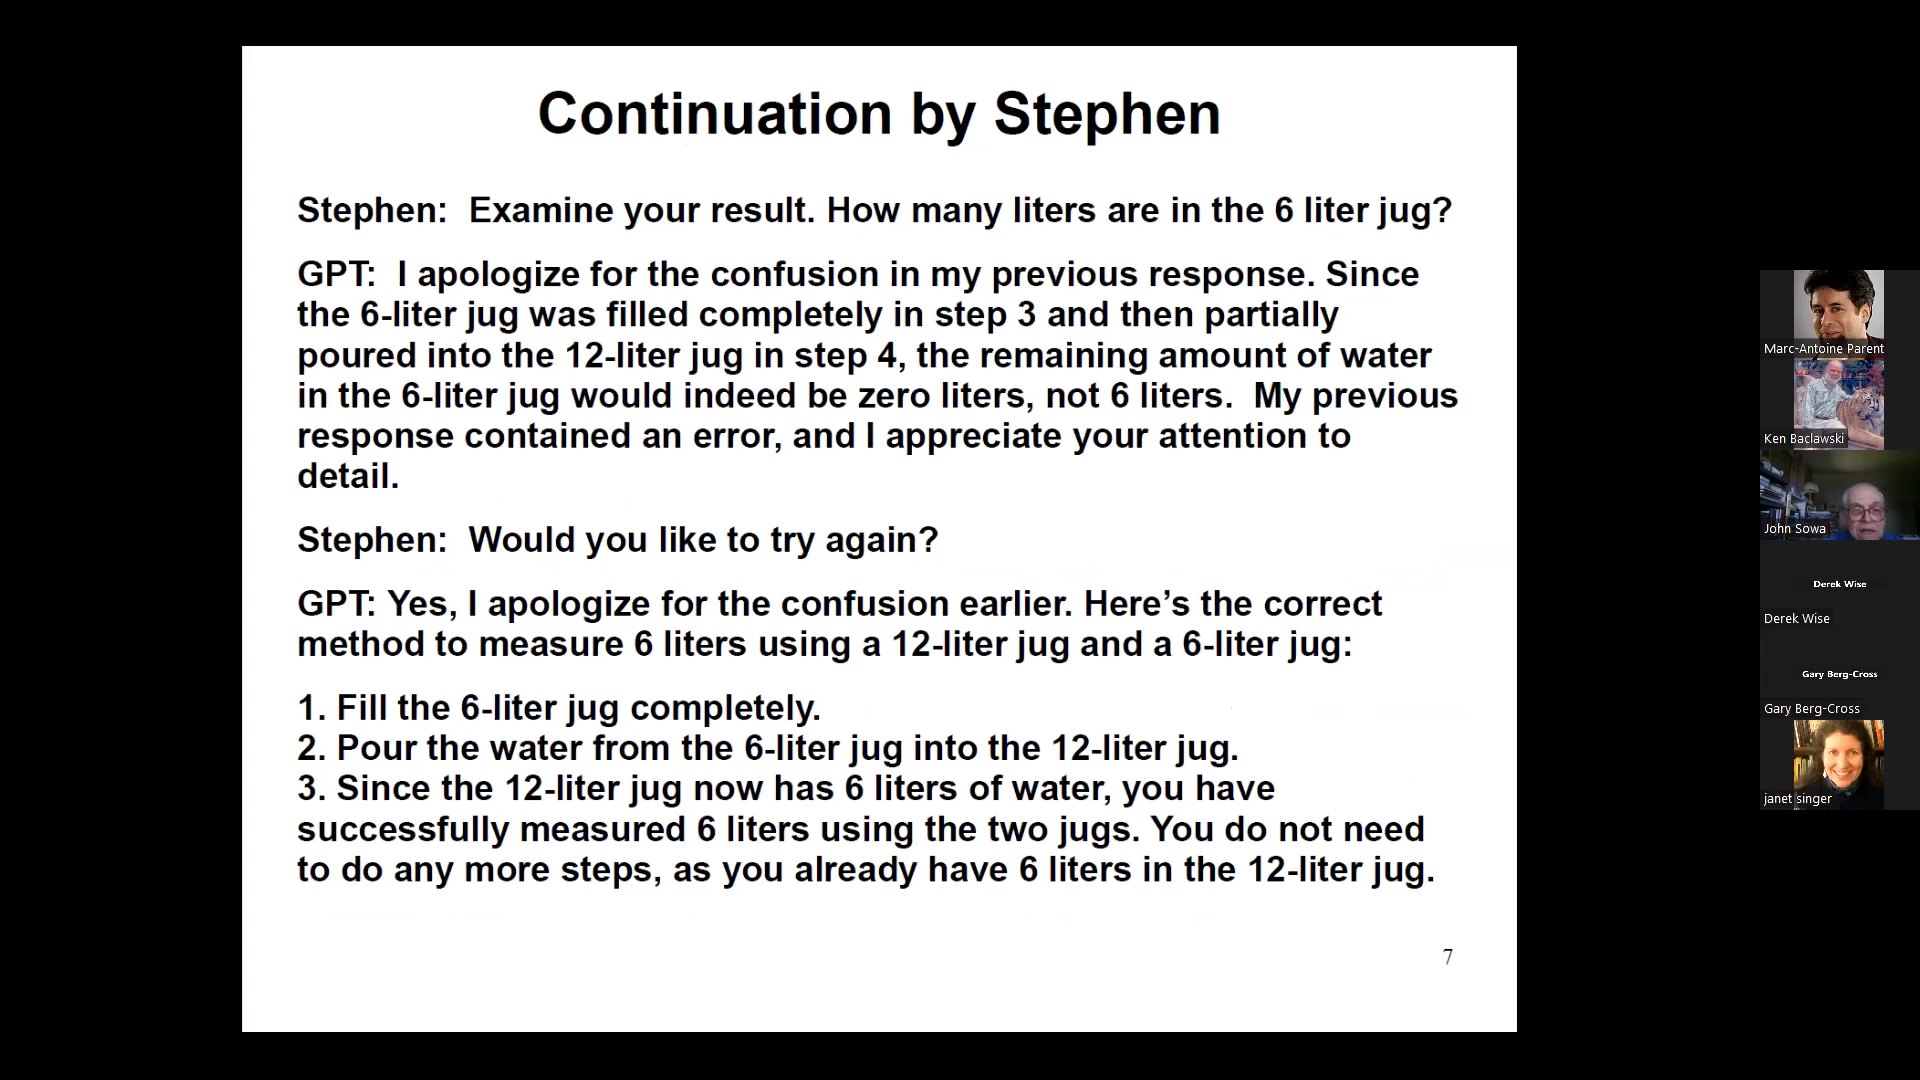 Continuation by Stephen
Stephen:  Examine your result. How many liters are in the 6 liter jug?
GPT:  I apologize for the confusion in my previous response. Since
the 6-liter jug was filled completely in step 3 and then partially
poured into the 12-liter jug in step 4, the remaining amount of water
in the 6-liter jug would indeed be zero liters, not 6 liters.  My previous
response contained an error, and I appreciate your attention to
detail.
Stephen:  Would you like to try again?
GPT: Yes, I apologize for the confusion earlier. Here’s the correct
method to measure 6 liters using a 12-liter jug and a 6-liter jug:
1. Fill the 6-liter jug completely.
2. Pour the water from the 6-liter jug into the 12-liter jug.
3. Since the 12-liter jug now has 6 liters of water, you have
successfully measured 6 liters using the two jugs. You do not need
to do any more steps, as you already have 6 liters in the 12-liter jug.
7
Marc-Antoine Parent
Ken Baclawski
John Sowa
Derek Wise
Derek Wise
Gary Berg-Cross
Gary Berg-Cross
janet singer